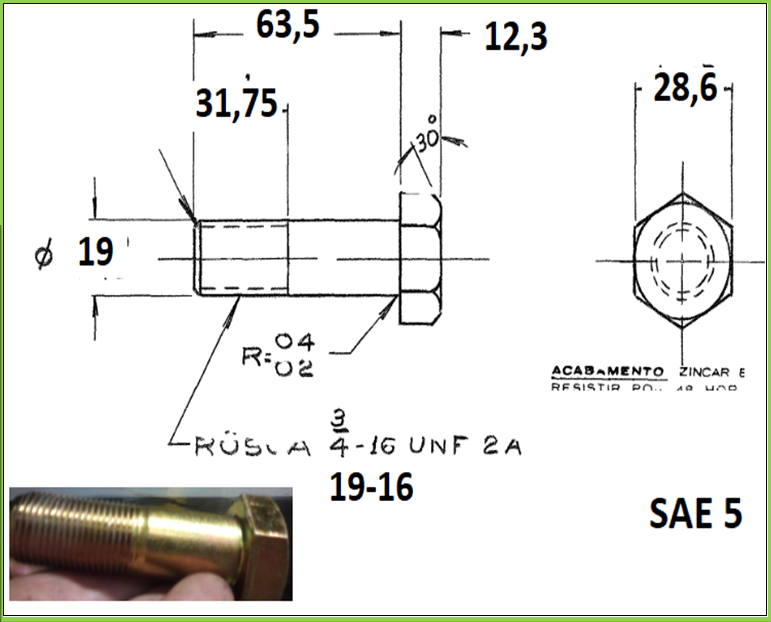 63,5
12,3
31,75
28,6
30°
ϕ 19
R=04
02
ACABAMENTO ZINCAR E
RESISTIR
3
4-16 UNF 2A
19-16
SAE 5